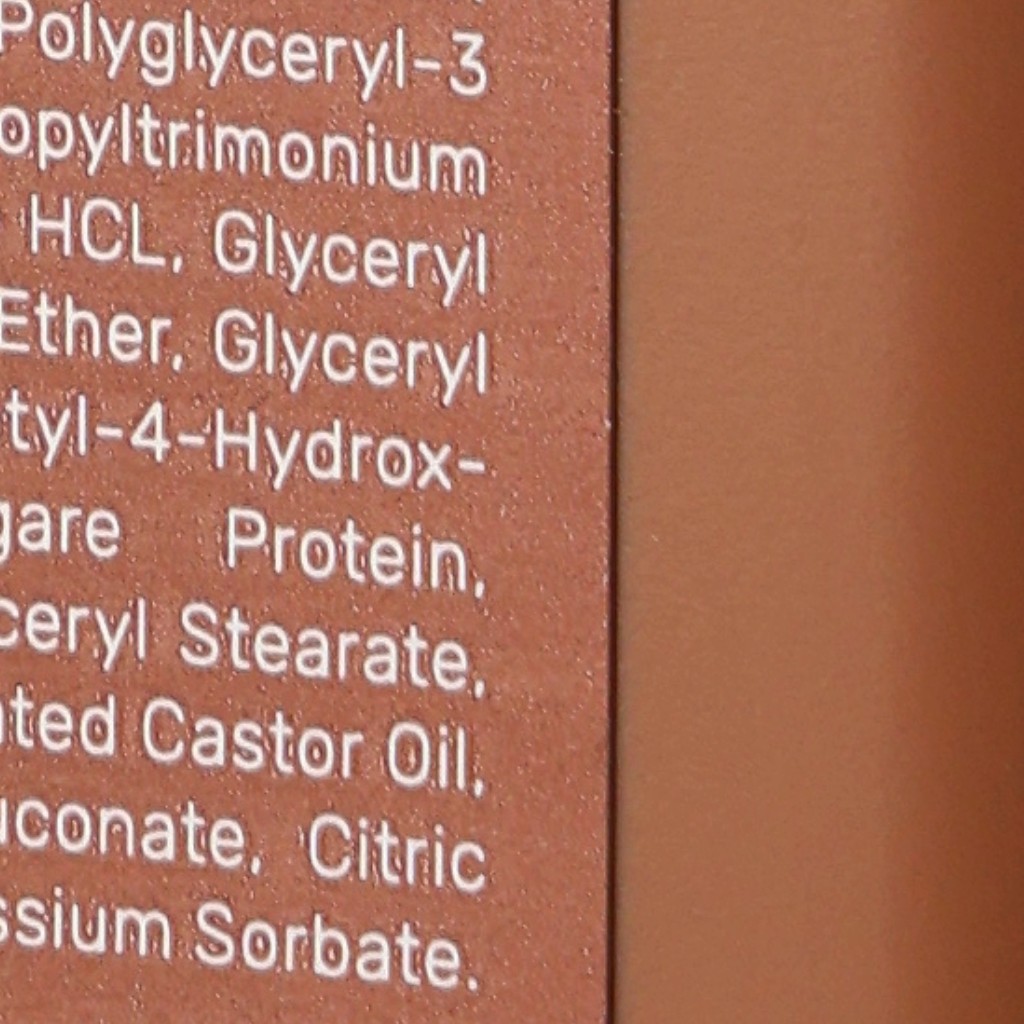 Polyglyceryl-3
opyltrimonium
HCL, Glyceryl
Ether, Glyceryl
tyl-4-Hydrox-
gare Protein,
ceryl Stearate,
ated Castor Oil,
uconate, Citric
ssium Sorbate.